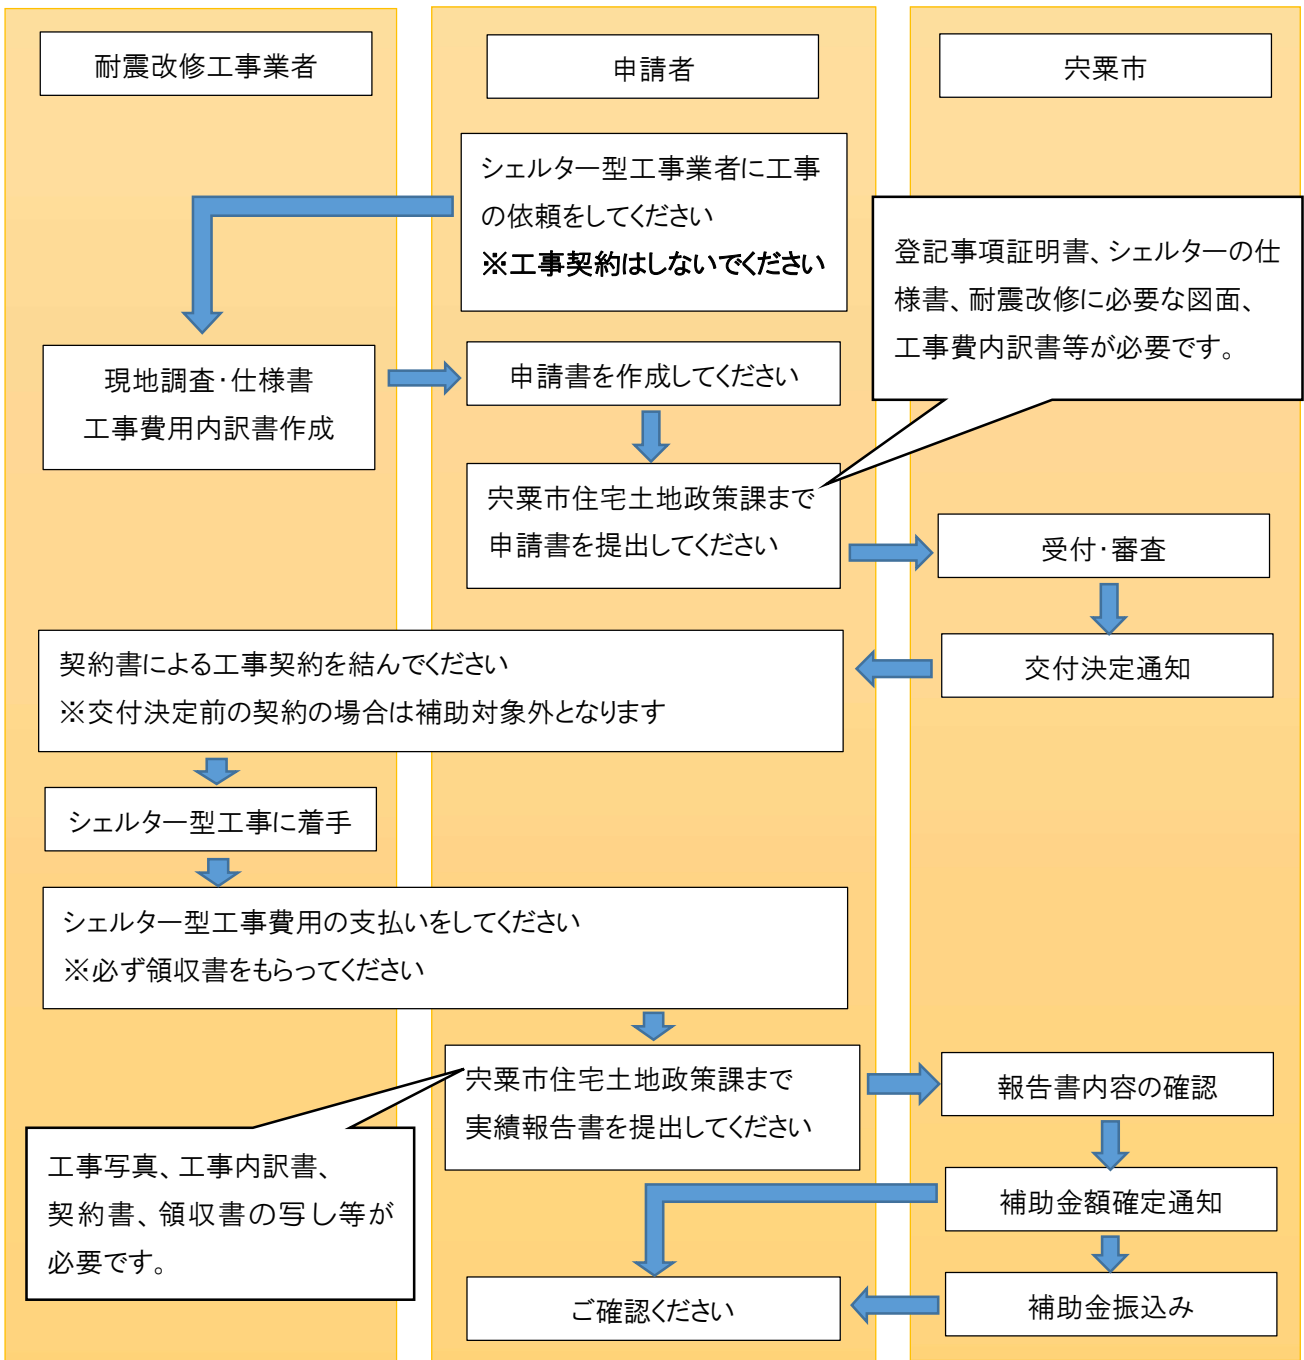 耐震改修工事業者
申請者
宍粟市
シェルター型工事業者に工事
の依頼をしてください
※工事契約はしないでください
登記事項証明書、シェルターの仕
様書、耐震改修に必要な図面、
工事費内訳書等が必要です。
現地調査・仕様書
工事費用内訳書作成
申請書を作成してください
宍粟市住宅土地政策課まで
申請書を提出してください
受付・審査
交付決定通知
契約書による工事契約を結んでください
※交付決定前の契約の場合は補助対象外となります
シェルター型工事に着手
シェルター型工事費用の支払いをしてください
※必ず領収書をもらってください
宍粟市住宅土地政策課まで
実績報告書を提出してください
報告書内容の確認
工事写真、工事内訳書、
契約書、領収書の写し等が
必要です。
補助金額確定通知
ご確認ください
補助金振込み